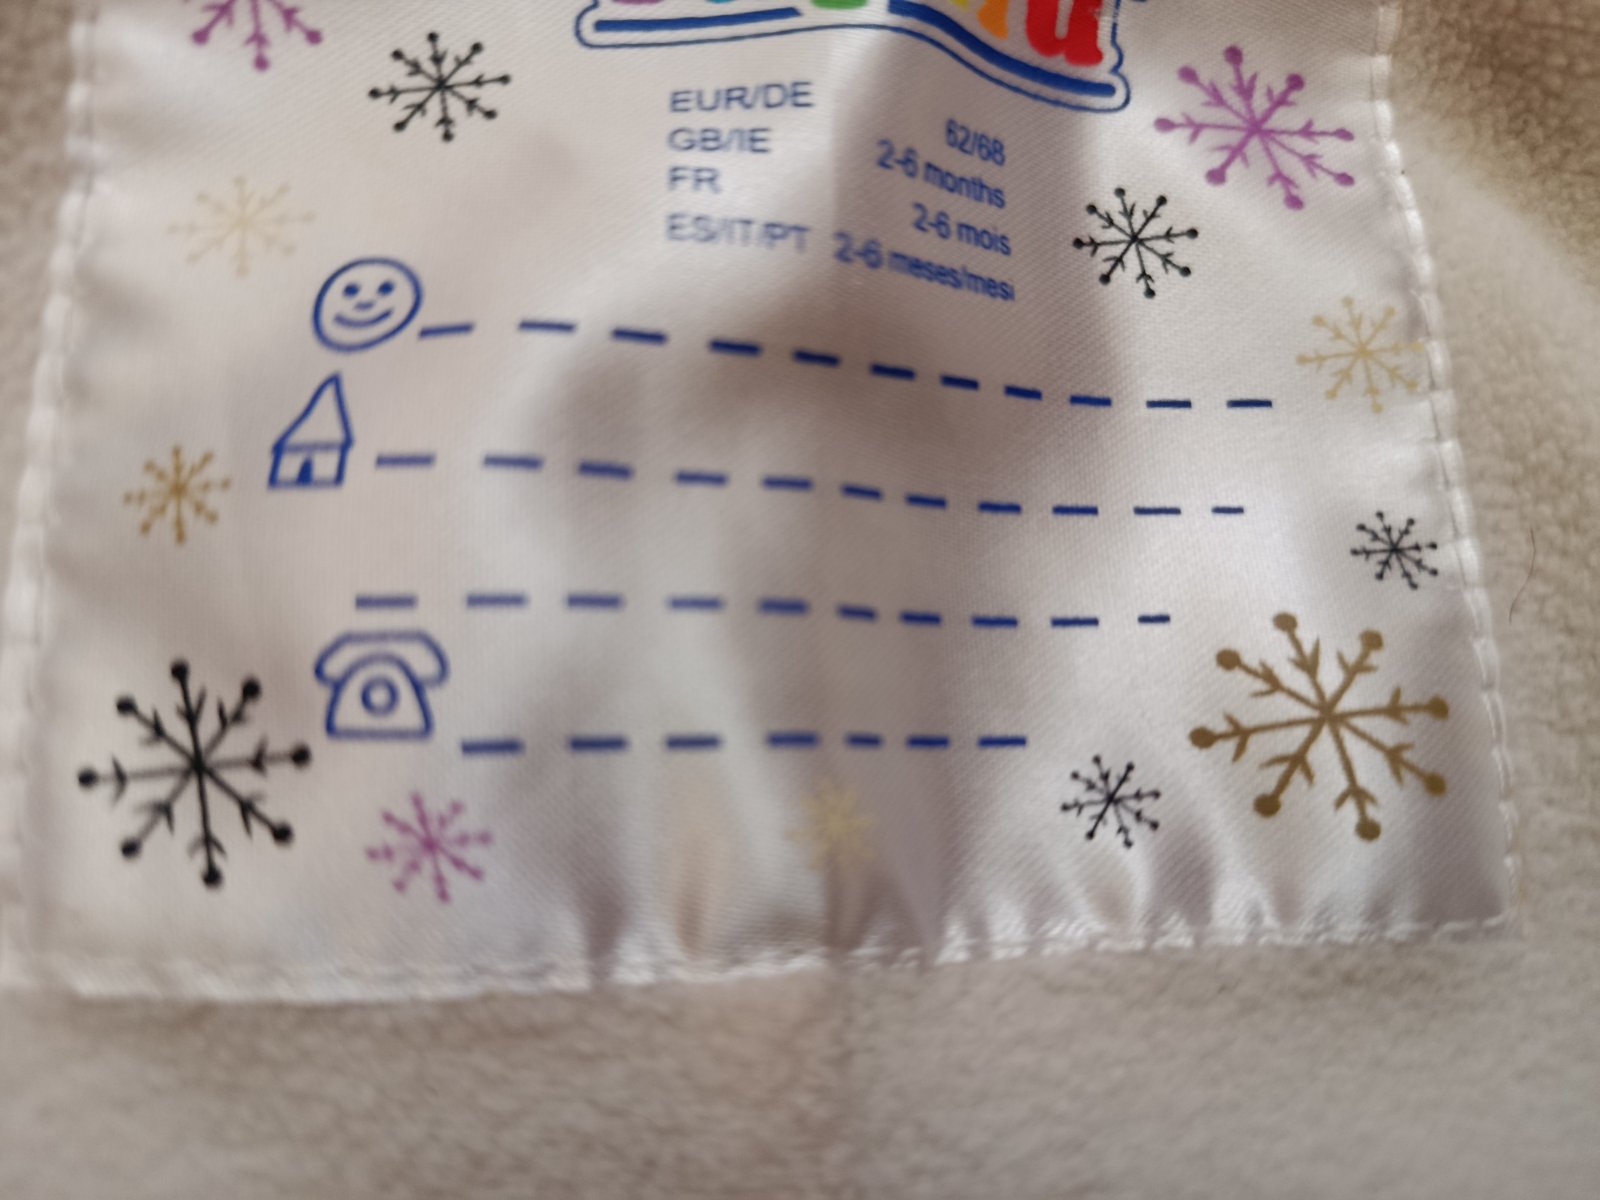 EUR/DE 62/68
GB/IE 2-6 months
FR 2-6 mois
ES/IT/PT 2-6 meses/mesi